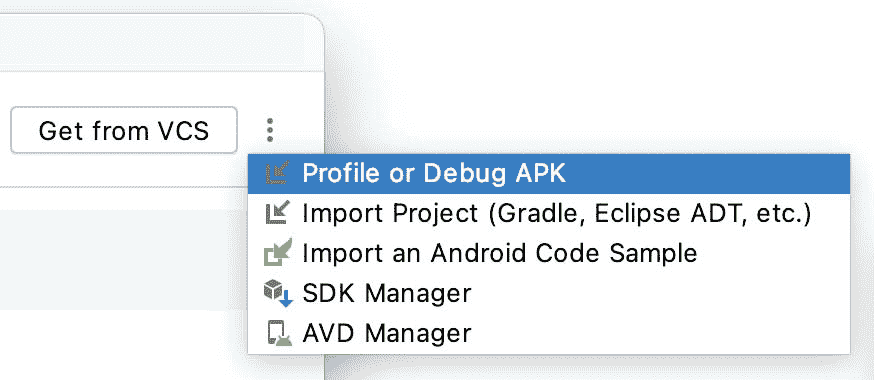 Get from VCS
Profile or Debug APK
Import Project (Gradle, Eclipse ADT, etc.)
Import an Android Code Sample
SDK Manager
AVD Manager